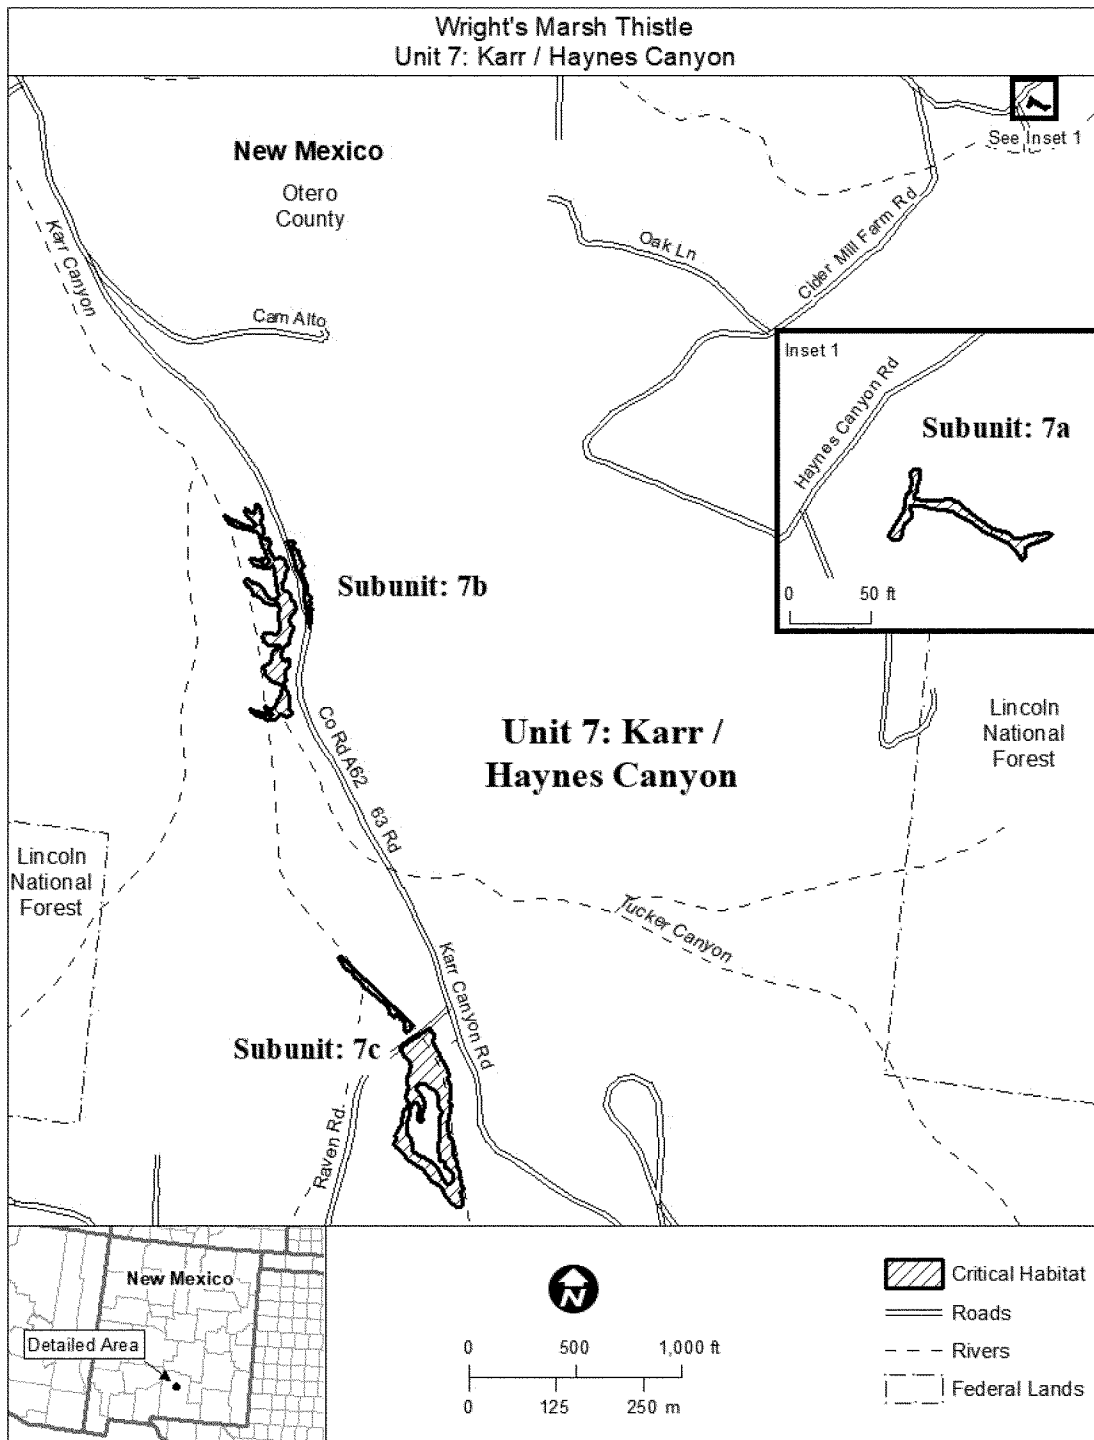 Wright's Marsh Thistle
Unit 7: Karr / Haynes Canyon
See Inset 1
New Mexico
Otero
County
Karr Canyon
Oak Ln
Cider Mill Farm Rd
Cam Alto
Inset 1
Haynes Canyon Rd
Subunit: 7a
0 50 ft
Subunit: 7b
Co Rd A62
63 Rd
Unit 7: Karr /
Haynes Canyon
Lincoln
National
Forest
Lincoln
National
Forest
Tucker Canyon
Karr Canyon Rd
Subunit: 7c
Raven Rd
New Mexico
Detailed Area
N
0 500 1,000 ft
0 125 250 m
Critical Habitat
Roads
Rivers
Federal Lands